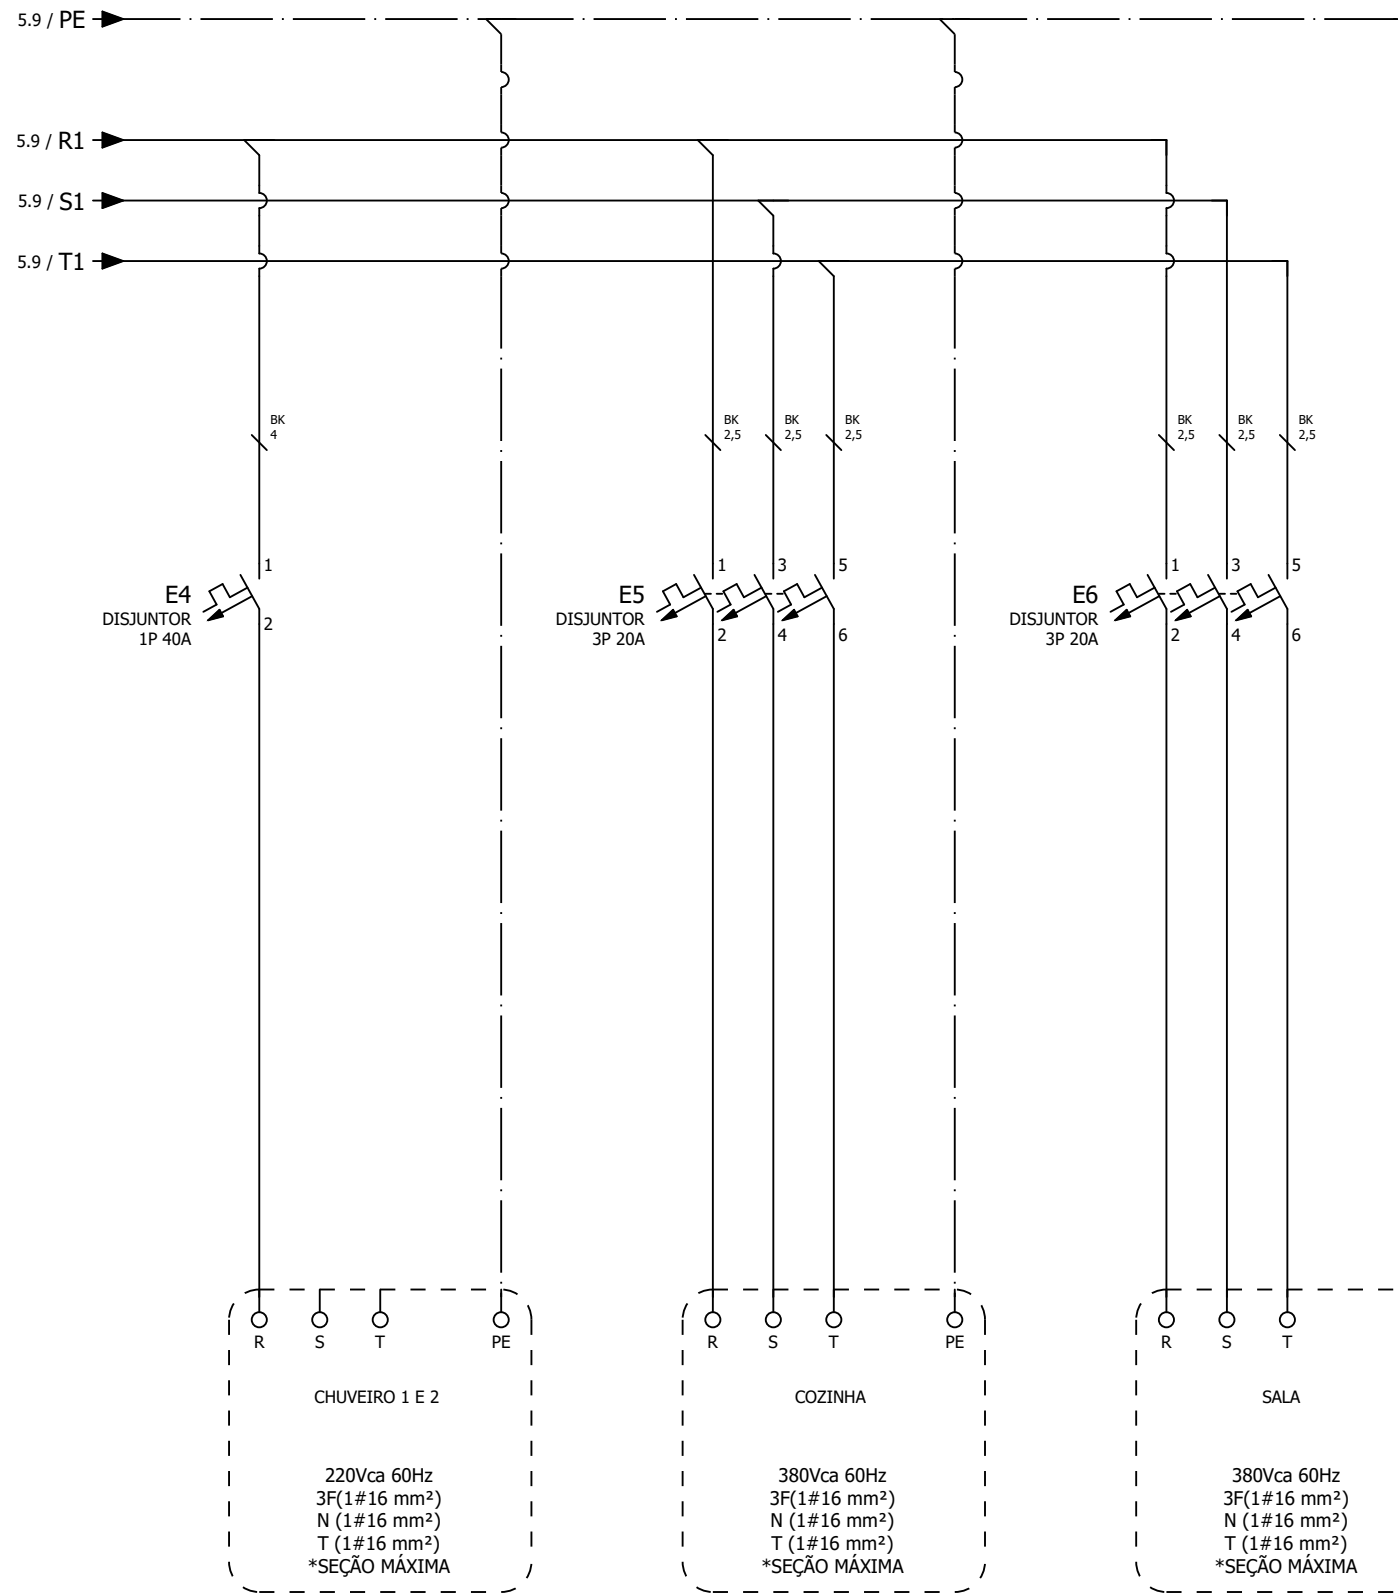 5.9 / PE
5.9 / R1
5.9 / S1
5.9 / T1
BK
4
BK
2,5
BK
2,5
BK
2,5
BK
2,5
BK
2,5
BK
2,5
1
E4
DISJUNTOR
1P 40A
2
1
3
5
E5
DISJUNTOR
3P 20A
2
4
6
1
3
5
E6
DISJUNTOR
3P 20A
2
4
6
R S T PE
CHUVEIRO 1 E 2
220Vca 60Hz
3F(1#16 mm²)
N (1#16 mm²)
T (1#16 mm²)
*SEÇÃO MÁXIMA
R S T PE
COZINHA
380Vca 60Hz
3F(1#16 mm²)
N (1#16 mm²)
T (1#16 mm²)
*SEÇÃO MÁXIMA
R S T
SALA
380Vca 60Hz
3F(1#16 mm²)
N (1#16 mm²)
T (1#16 mm²)
*SEÇÃO MÁXIMA